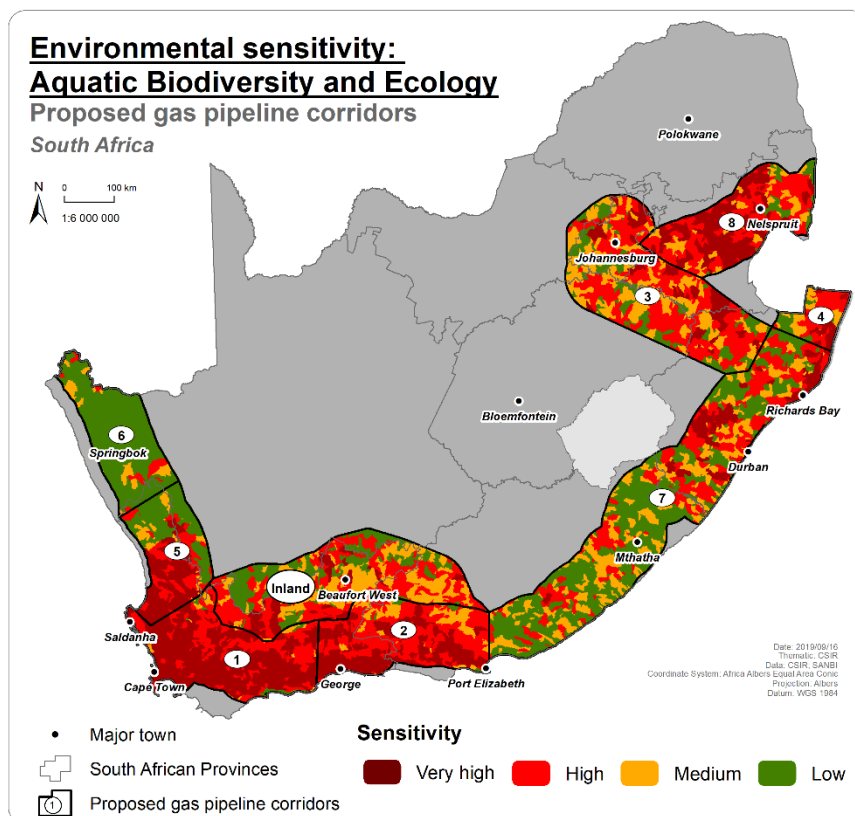 Environmental sensitivity:
Aquatic Biodiversity and Ecology
Proposed gas pipeline corridors
South Africa
N
0 100 km
1:6 000 000
Polokwane
8
Nelspruit
Johannesburg
3
4
Bloemfontein
Richards Bay
6
Springbok
Durban
7
5
Mthatha
Inland
Beaufort West
Saldanha
2
1
Cape Town
George
Port Elizabeth
Date: 2019/09/16
Thematic: CSIR
Data: CSIR, SANBI
Coordinate System: Africa Albers Equal Area Conic
Projection: Albers
Datum: WGS 1984
Major town
South African Provinces
1 Proposed gas pipeline corridors
Sensitivity
Very high High Medium Low